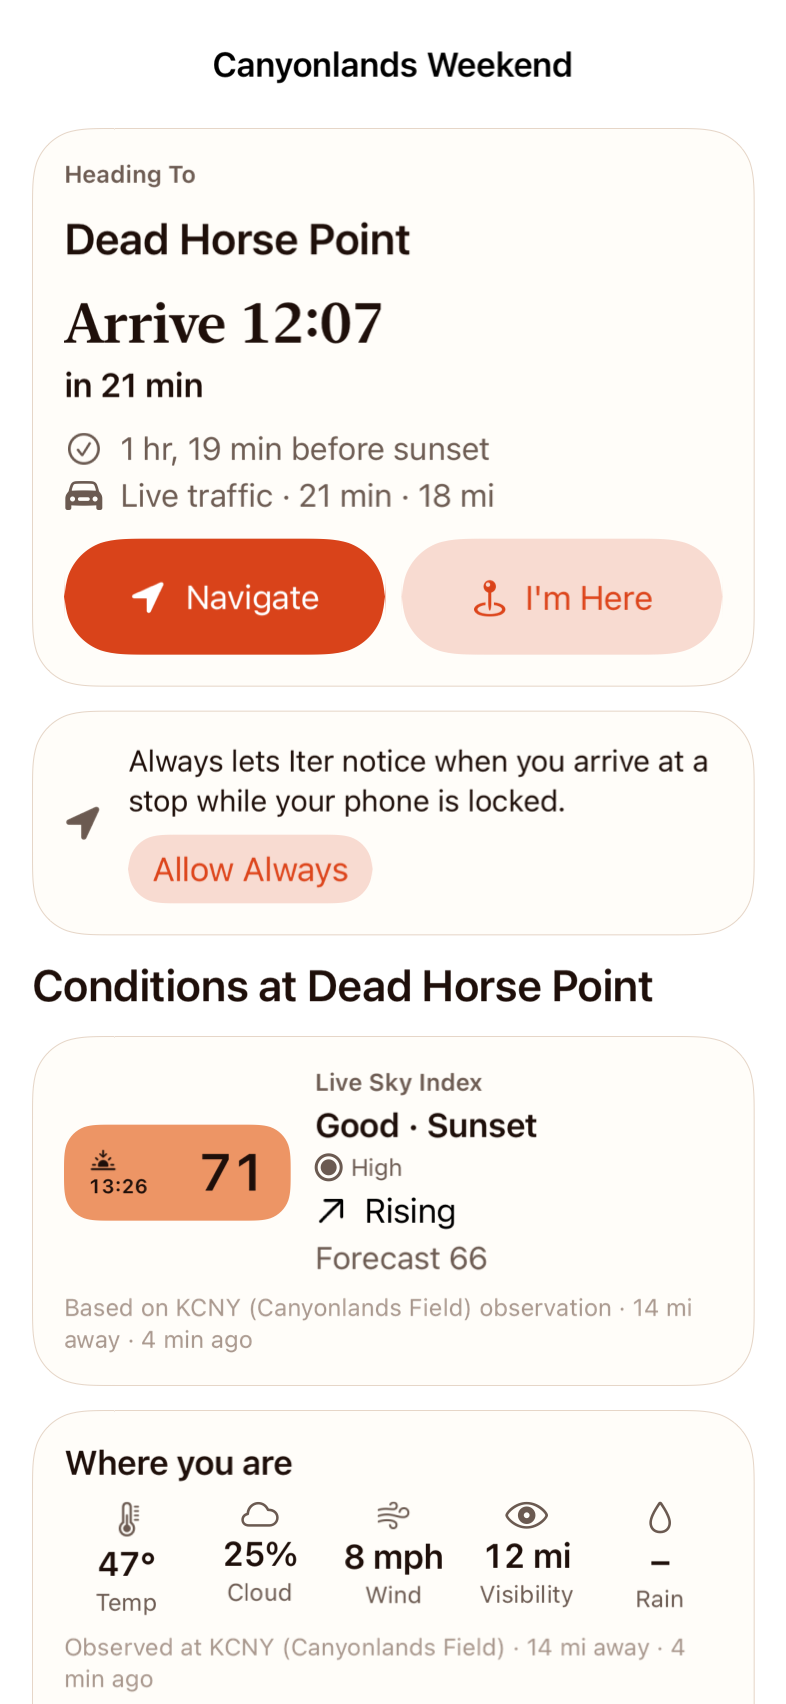 Canyonlands Weekend
Heading To
Dead Horse Point
Arrive 12:07
in 21 min
1 hr, 19 min before sunset
Live traffic · 21 min · 18 mi
Navigate
I'm Here
Always lets Iter notice when you arrive at a
stop while your phone is locked.
Allow Always
Conditions at Dead Horse Point
Live Sky Index
Good · Sunset
High
Rising
Forecast 66
13:26
71
Based on KCNY (Canyonlands Field) observation · 14 mi
away · 4 min ago
Where you are
47°
Temp
25%
Cloud
8 mph
Wind
12 mi
Visibility
–
Rain
Observed at KCNY (Canyonlands Field) · 14 mi away · 4
min ago